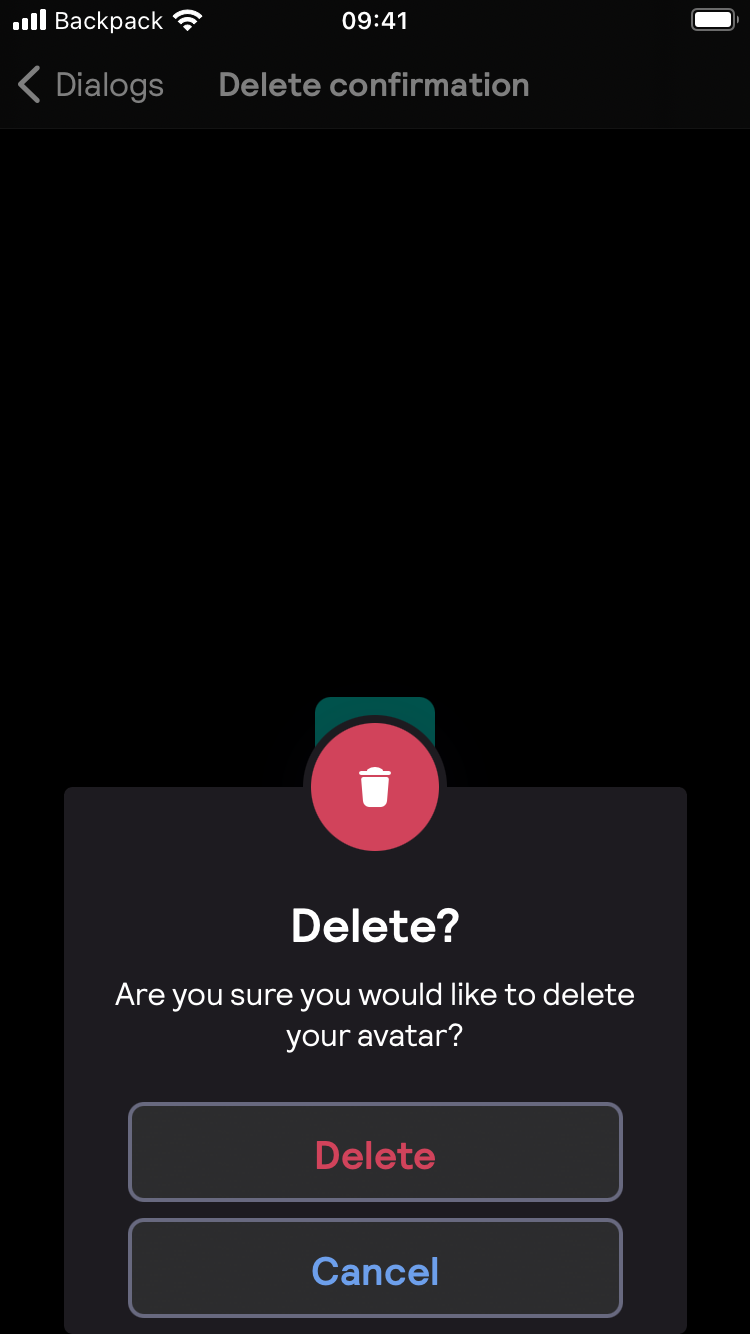 Backpack
09:41
Dialogs
Delete confirmation
Delete?
Are you sure you would like to delete
your avatar?
Delete
Cancel